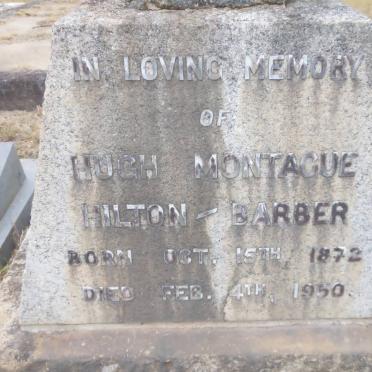 IN LOVING MEMORY
OF
HUGH MONTAGUE
HILTON - BARBER
BORN OCT. 15TH, 1872
DIED FEB. 4TH, 1950.